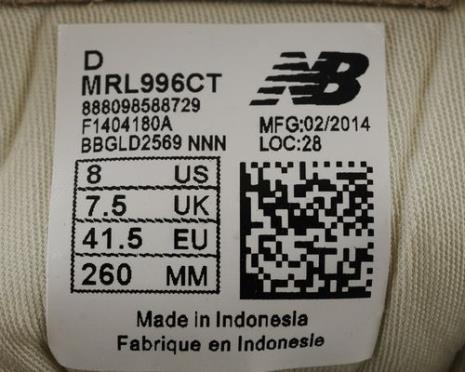 D
MRL996CT
888098588729
F1404180A
BBGLD2569 NNN
NB
MFG:02/2014
LOC:28
8 US
7.5 UK
41.5 EU
260 MM
Made in Indonesia
Fabrique en Indonesie